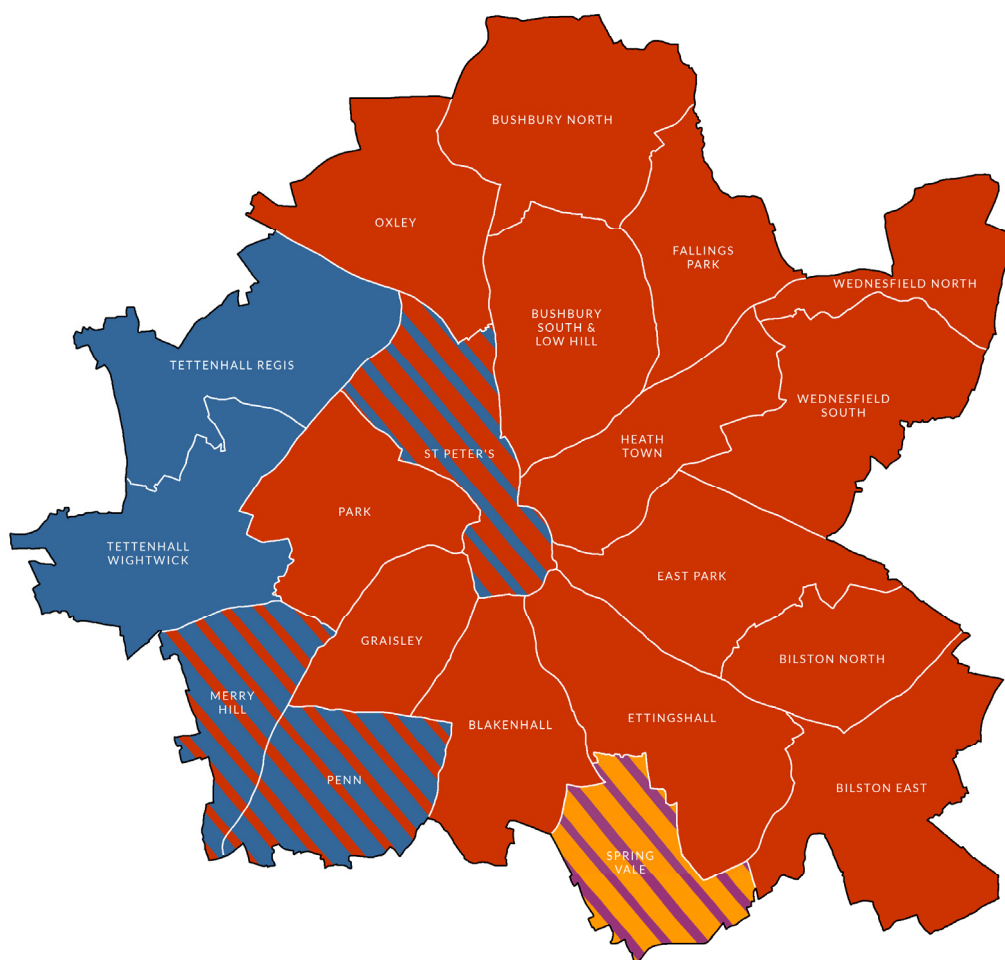 BUSHBURY NORTH
OXLEY
FALLINGS
PARK
WEDNESFIELD NORTH
BUSHBURY
SOUTH &
LOW HILL
TETTENHALL REGIS
WEDNESFIELD
SOUTH
HEATH
TOWN
ST PETER'S
PARK
TETTENHALL
WIGHTWICK
EAST PARK
GRAISLEY
BILSTON NORTH
MERRY
HILL
BLAKENHALL
ETTINGSHALL
PENN
BILSTON EAST
SPRING
VALE